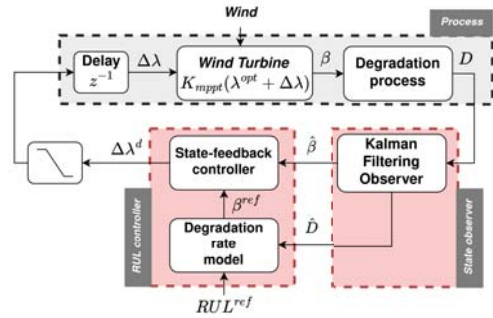 Wind
Process
Delay
z^{-1}
Δλ
Wind Turbine
K_{mppt}(λ^{opt} + Δλ)
β
Degradation
process
D
Δλ^d
State-feedback
controller
β̂
Kalman
Filtering
Observer
β^{ref}
RUL controller
Degradation
rate
model
D̂
State observer
RUL^{ref}